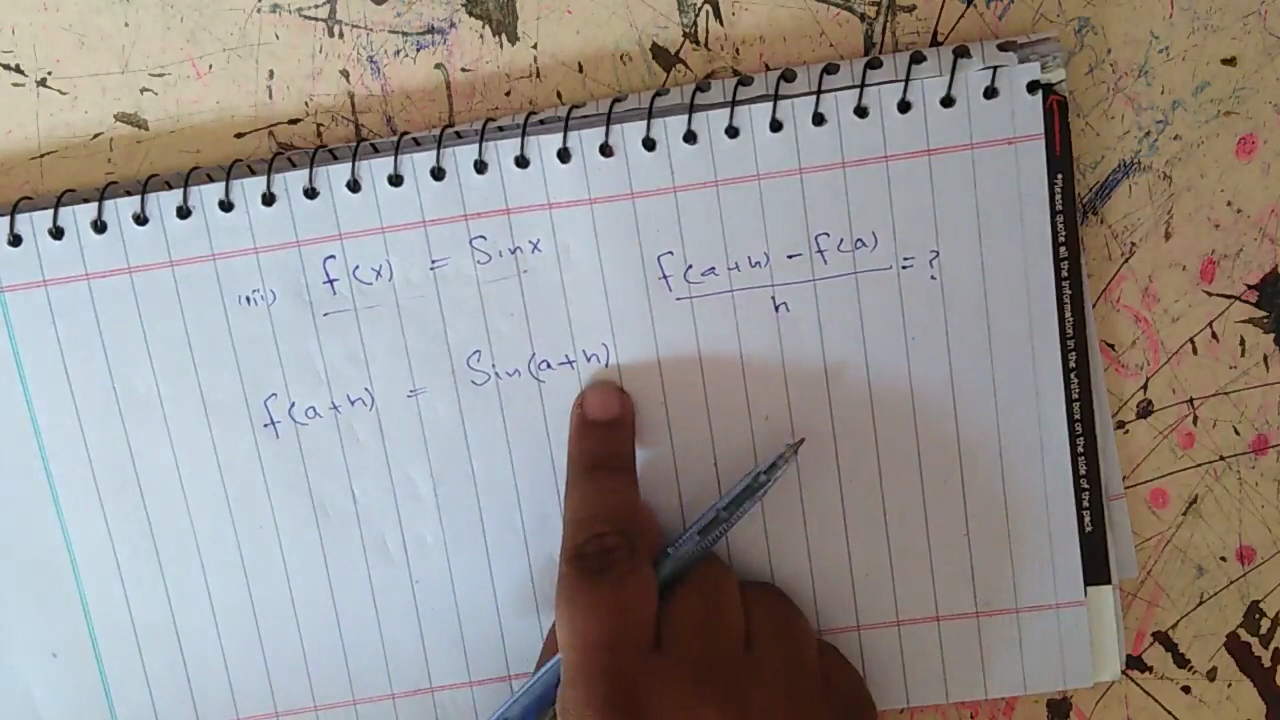 (iii) f(x) = Sinx f(a+h) - f(a) / h = ?
f(a+h) = Sin(a+h)
*Please quote all the information in the white box on the side of the pack